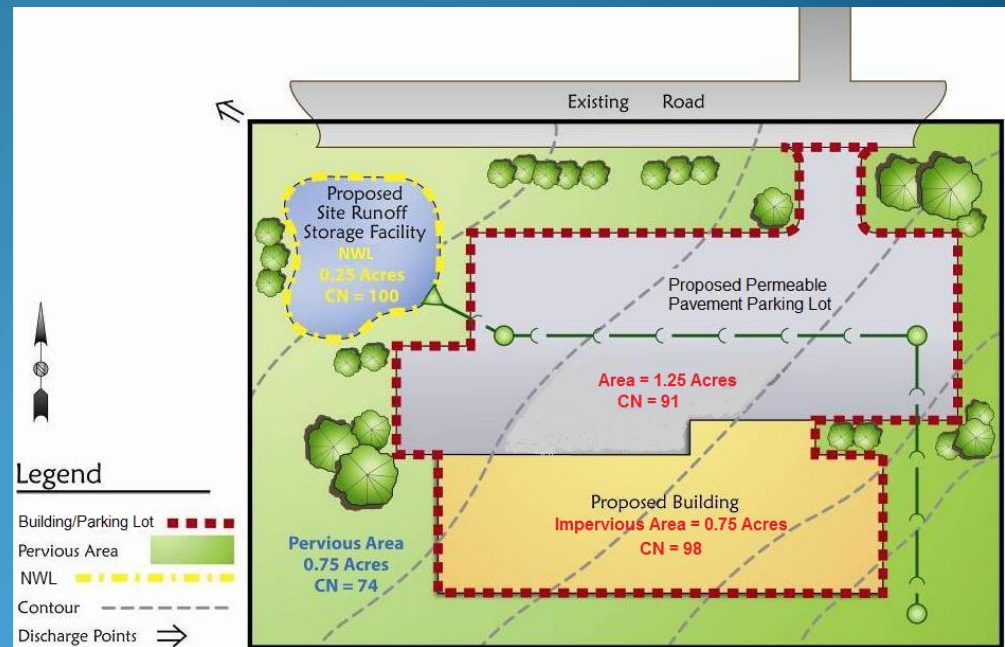 Existing Road
Proposed
Site Runoff
Storage Facility
NWL
0.25 Acres
CN = 100
Proposed Permeable
Pavement Parking Lot
Area = 1.25 Acres
CN = 91
N
Proposed Building
Impervious Area = 0.75 Acres
CN = 98
Pervious Area
0.75 Acres
CN = 74
Legend
Building/Parking Lot
Pervious Area
NWL
Contour
Discharge Points